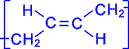 H CH₂
CH₂ H